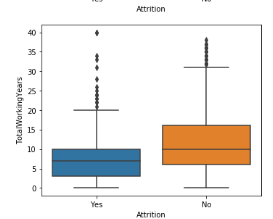 Yes No
Attrition
40
35
30
25
20
15
10
5
0
TotalWorkingYears
Yes No
Attrition